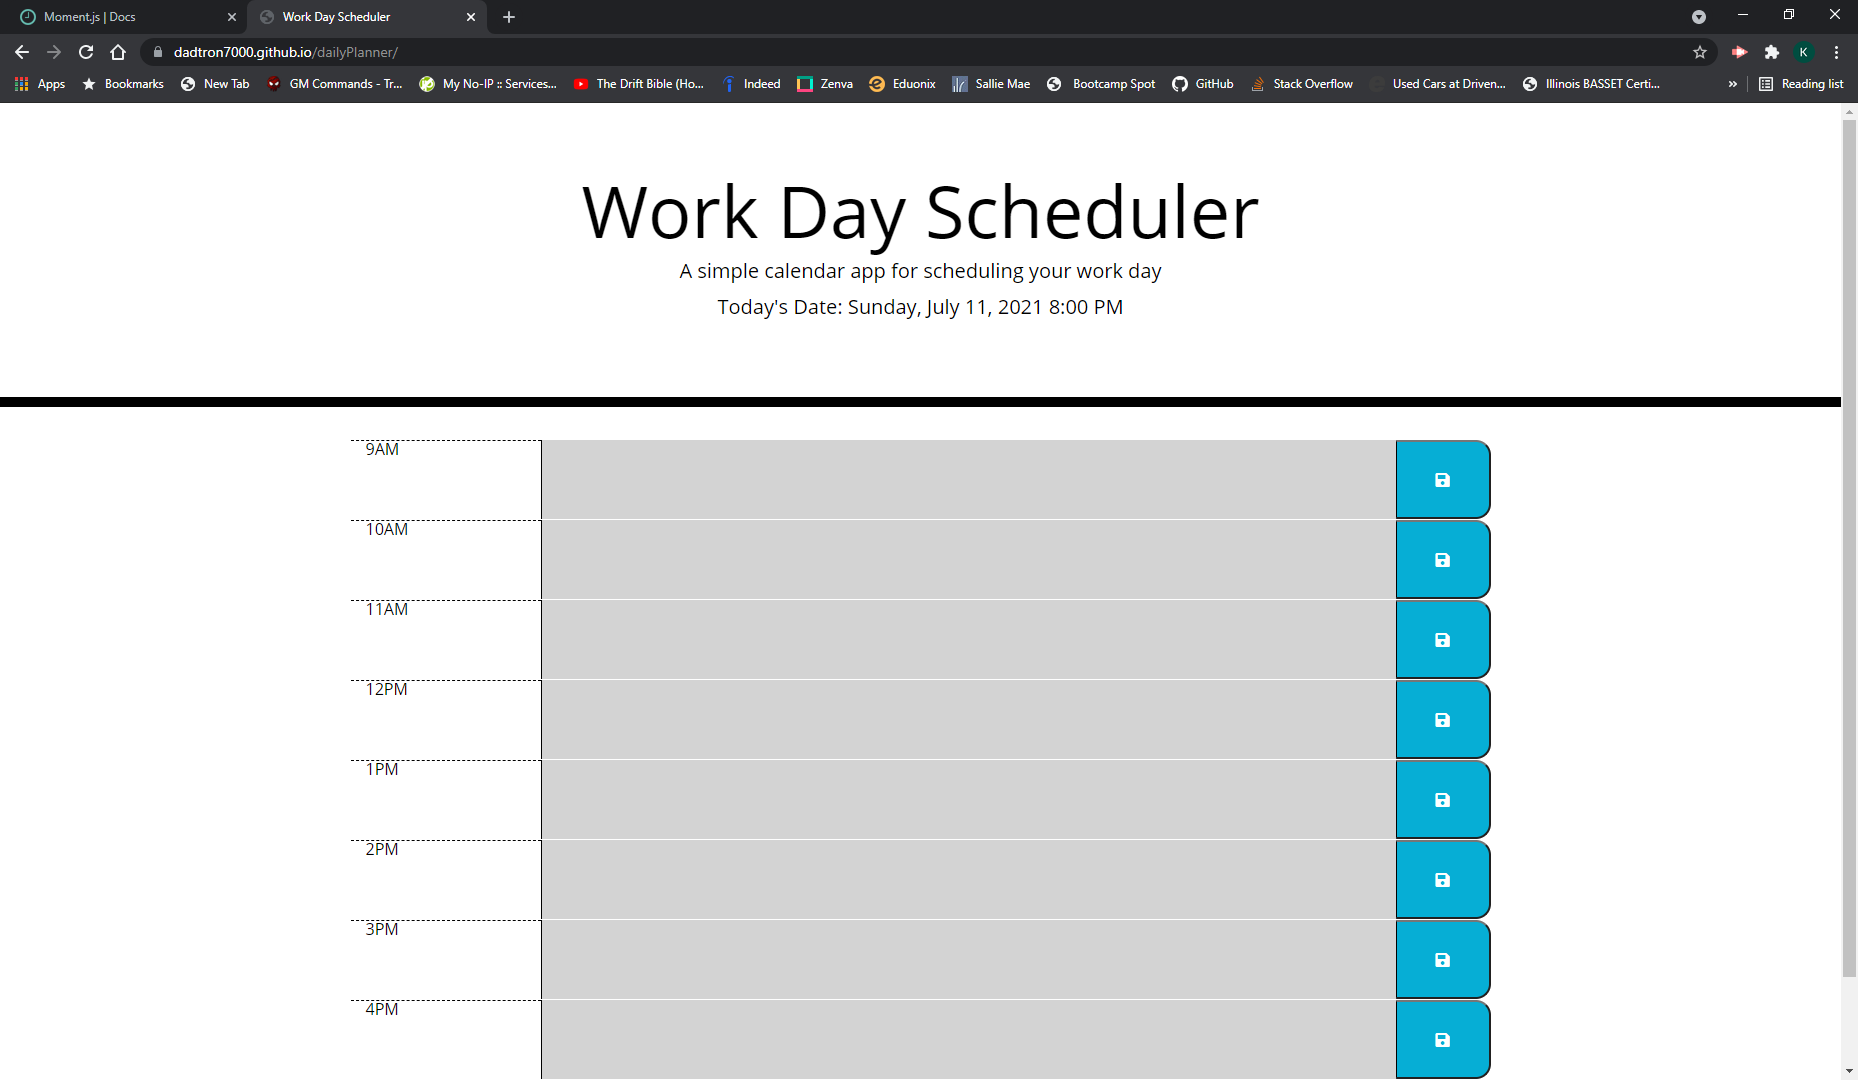 Moment.js | Docs
Work Day Scheduler
dadtron7000.github.io/dailyPlanner/
K
Apps
Bookmarks
New Tab
GM Commands - Tr...
My No-IP :: Services...
The Drift Bible (Ho...
Indeed
Zenva
Eduonix
Sallie Mae
Bootcamp Spot
GitHub
Stack Overflow
Used Cars at Driven...
Illinois BASSET Certi...
»
Reading list
Work Day Scheduler
A simple calendar app for scheduling your work day
Today's Date: Sunday, July 11, 2021 8:00 PM
9AM
10AM
11AM
12PM
1PM
2PM
3PM
4PM